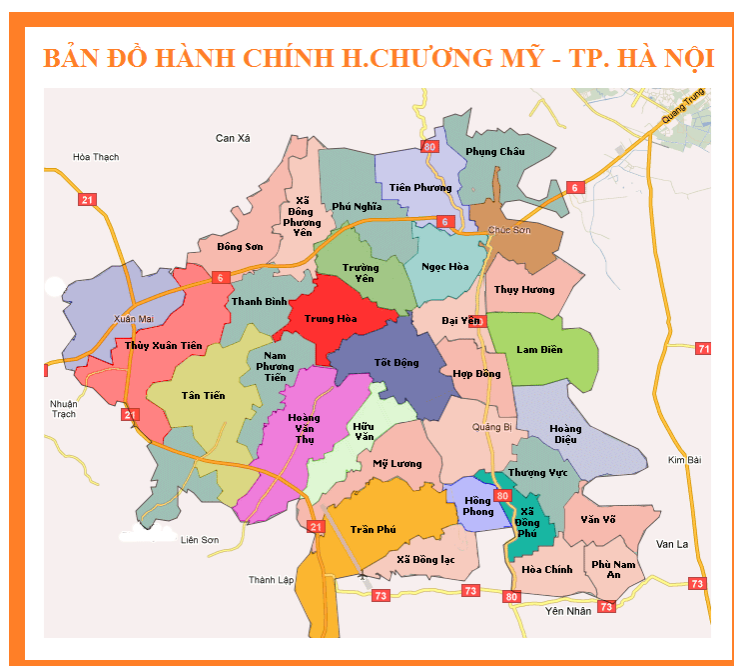 BẢN ĐỒ HÀNH CHÍNH H.CHƯƠNG MỸ - TP. HÀ NỘI
Quang Trung
Can Xá
80
Phụng Châu
Hòa Thạch
Tiên Phương
6
21
Xã
Đông
Phương
Yên
Phú Nghĩa
6
Chúc Sơn
Đông Sơn
Trường
Yên
Ngọc Hòa
6
Thụy Hương
Thanh Bình
Xuân Mai
Trung Hòa
Đại Yên
Thùy Xuân Tiên
Lam Điền
71
Nam
Phương
Tiến
Tốt Động
Hợp Đồng
Tân Tiến
Nhuận
Trạch
21
Hoàng
Văn
Thụ
Hữu
Văn
Quảng Bị
Hoàng
Diệu
Mỹ Lương
Kim Bài
Thượng Vực
80
Hồng
Phong
Xã
Đồng
Phú
Văn Võ
21
Trần Phú
Liên Sơn
Van La
Xã Đồng lạc
Hòa Chính
Phù Nam
An
Thành Lập
73
73
80
73
73
Yên Nhân